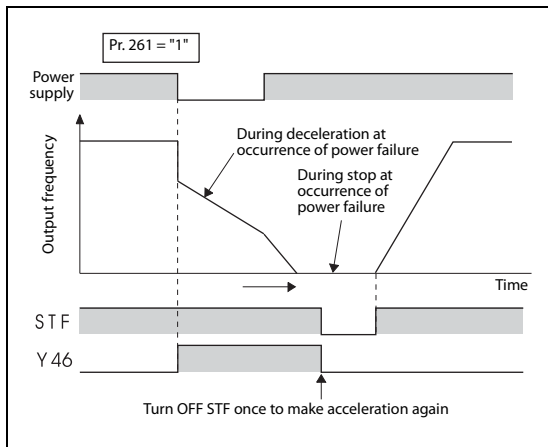 Pr. 261 = "1"
Power
supply
During deceleration at
occurrence of power failure
During stop at
occurrence of
power failure
Output frequency
Time
STF
Y46
Turn OFF STF once to make acceleration again